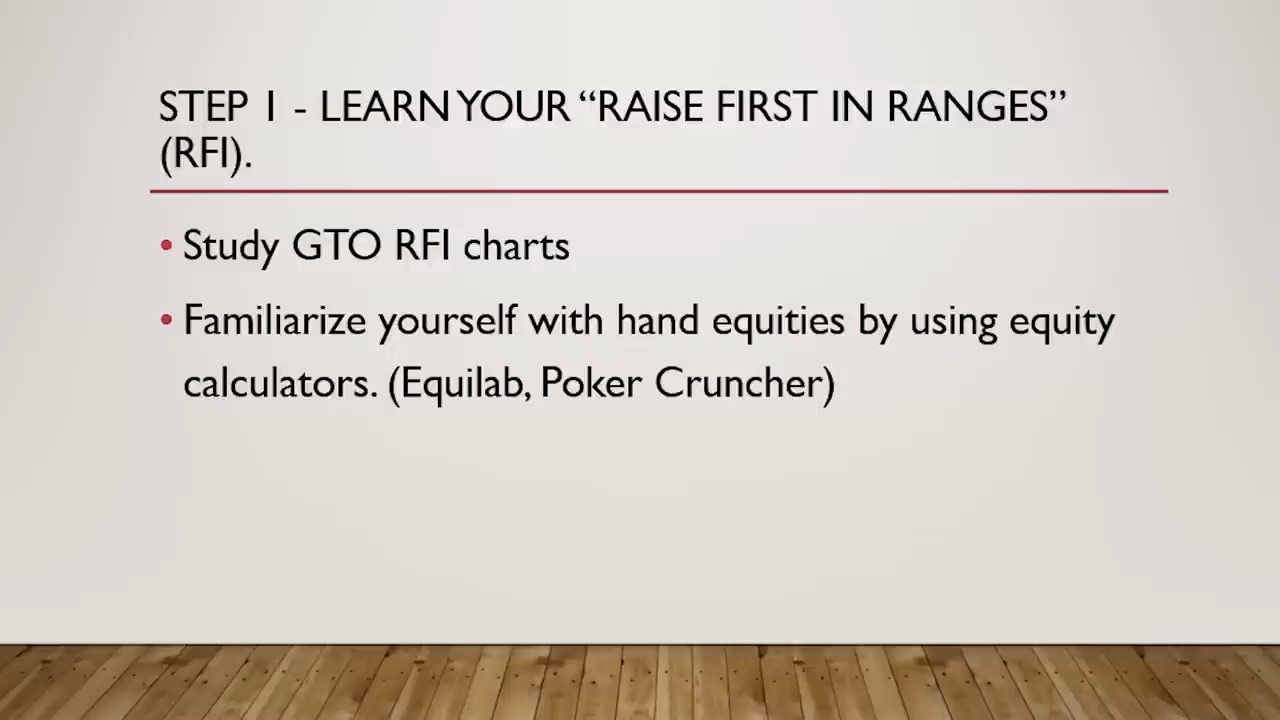 STEP 1 - LEARN YOUR “RAISE FIRST IN RANGES”
(RFI).
• Study GTO RFI charts
• Familiarize yourself with hand equities by using equity
calculators. (Equilab, Poker Cruncher)